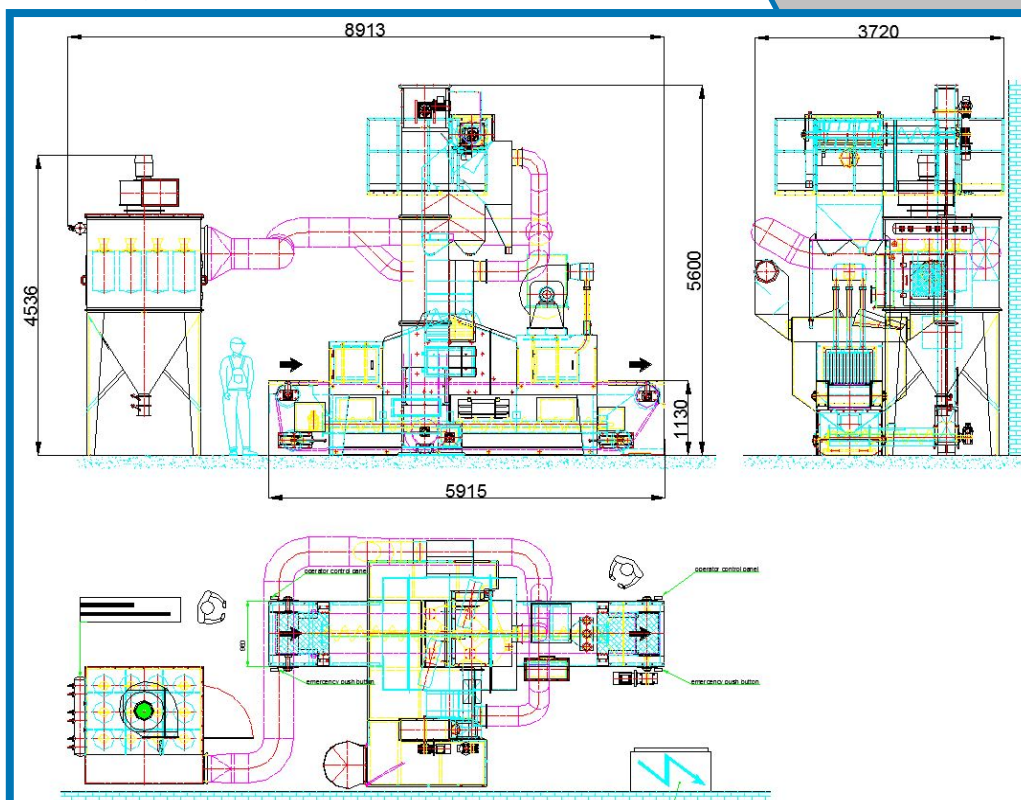 8913
3720
4536
5600
1130
5915
operator control panel
operator control panel
emergency push button
emergency push button